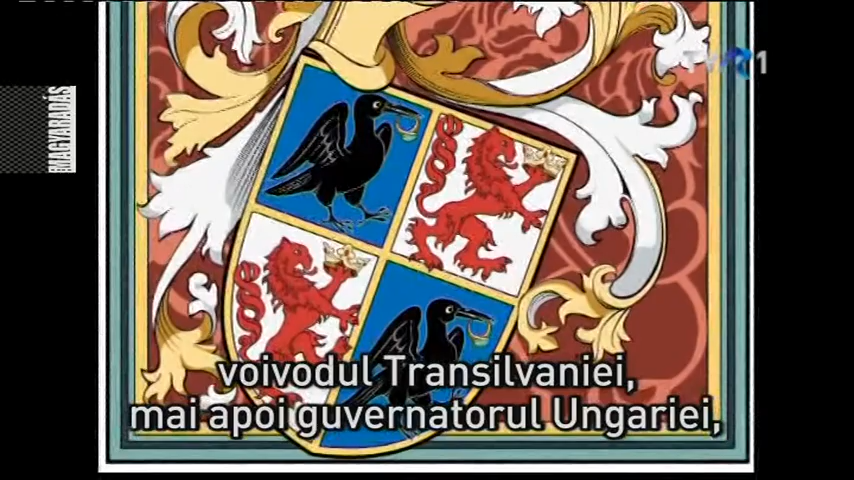 TVR1
MAGYARADÁS
voivodul Transilvaniei,
mai apoi guvernatorul Ungariei,